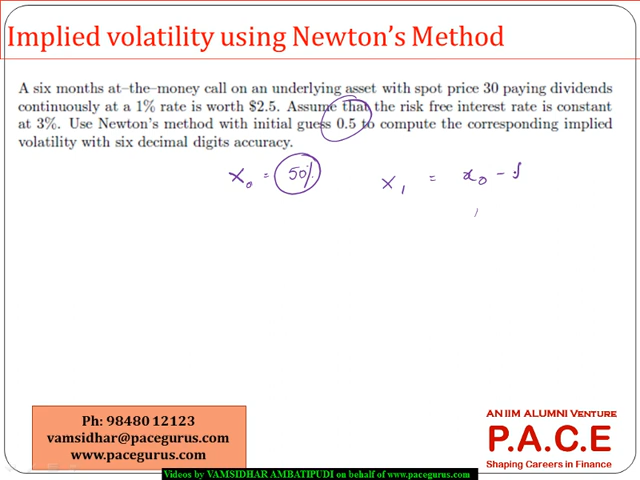 Implied volatility using Newton's Method
A six months at-the-money call on an underlying asset with spot price 30 paying dividends
continuously at a 1% rate is worth $2.5. Assume that the risk free interest rate is constant
at 3%. Use Newton's method with initial guess 0.5 to compute the corresponding implied
volatility with six decimal digits accuracy.
x₀ = 50% x₁ = x₀ - f
Ph: 98480 12123
vamsidhar@pacegurus.com
www.pacegurus.com
AN IIM ALUMNI VENTURE
P.A.C.E
Shaping Careers in Finance
Videos by VAMSIDHAR AMBATIPUDI on behalf of www.pacegurus.com